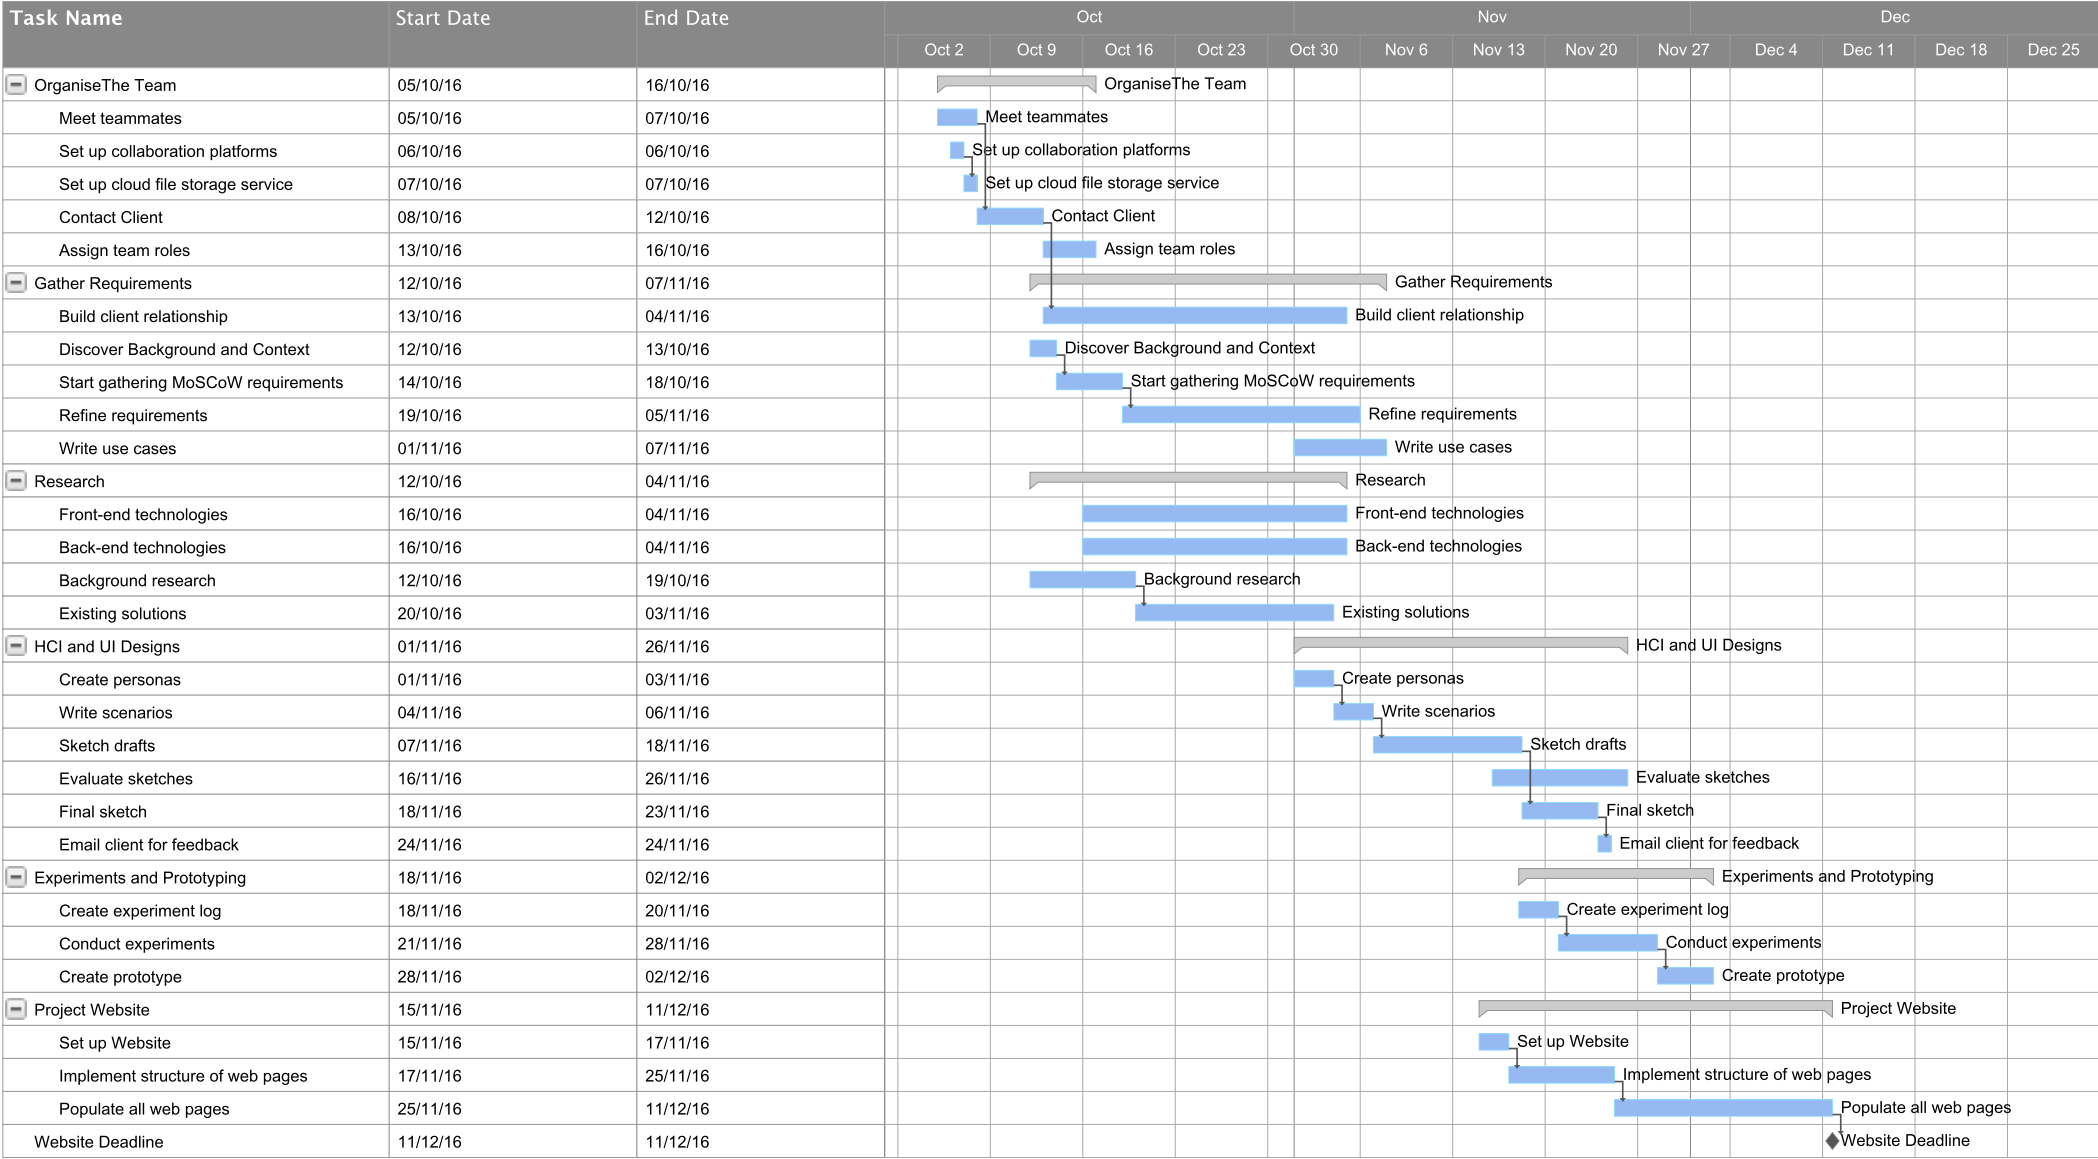 Task Name Start Date End Date Oct Nov Dec
Oct 2 Oct 9 Oct 16 Oct 23 Oct 30 Nov 6 Nov 13 Nov 20 Nov 27 Dec 4 Dec 11 Dec 18 Dec 25
OrganiseThe Team 05/10/16 16/10/16 OrganiseThe Team
Meet teammates 05/10/16 07/10/16 Meet teammates
Set up collaboration platforms 06/10/16 06/10/16 Set up collaboration platforms
Set up cloud file storage service 07/10/16 07/10/16 Set up cloud file storage service
Contact Client 08/10/16 12/10/16 Contact Client
Assign team roles 13/10/16 16/10/16 Assign team roles
Gather Requirements 12/10/16 07/11/16 Gather Requirements
Build client relationship 13/10/16 04/11/16 Build client relationship
Discover Background and Context 12/10/16 13/10/16 Discover Background and Context
Start gathering MoSCoW requirements 14/10/16 18/10/16 Start gathering MoSCoW requirements
Refine requirements 19/10/16 05/11/16 Refine requirements
Write use cases 01/11/16 07/11/16 Write use cases
Research 12/10/16 04/11/16 Research
Front-end technologies 16/10/16 04/11/16 Front-end technologies
Back-end technologies 16/10/16 04/11/16 Back-end technologies
Background research 12/10/16 19/10/16 Background research
Existing solutions 20/10/16 03/11/16 Existing solutions
HCI and UI Designs 01/11/16 26/11/16 HCI and UI Designs
Create personas 01/11/16 03/11/16 Create personas
Write scenarios 04/11/16 06/11/16 Write scenarios
Sketch drafts 07/11/16 18/11/16 Sketch drafts
Evaluate sketches 16/11/16 26/11/16 Evaluate sketches
Final sketch 18/11/16 23/11/16 Final sketch
Email client for feedback 24/11/16 24/11/16 Email client for feedback
Experiments and Prototyping 18/11/16 02/12/16 Experiments and Prototyping
Create experiment log 18/11/16 20/11/16 Create experiment log
Conduct experiments 21/11/16 28/11/16 Conduct experiments
Create prototype 28/11/16 02/12/16 Create prototype
Project Website 15/11/16 11/12/16 Project Website
Set up Website 15/11/16 17/11/16 Set up Website
Implement structure of web pages 17/11/16 25/11/16 Implement structure of web pages
Populate all web pages 25/11/16 11/12/16 Populate all web pages
Website Deadline 11/12/16 11/12/16 Website Deadline